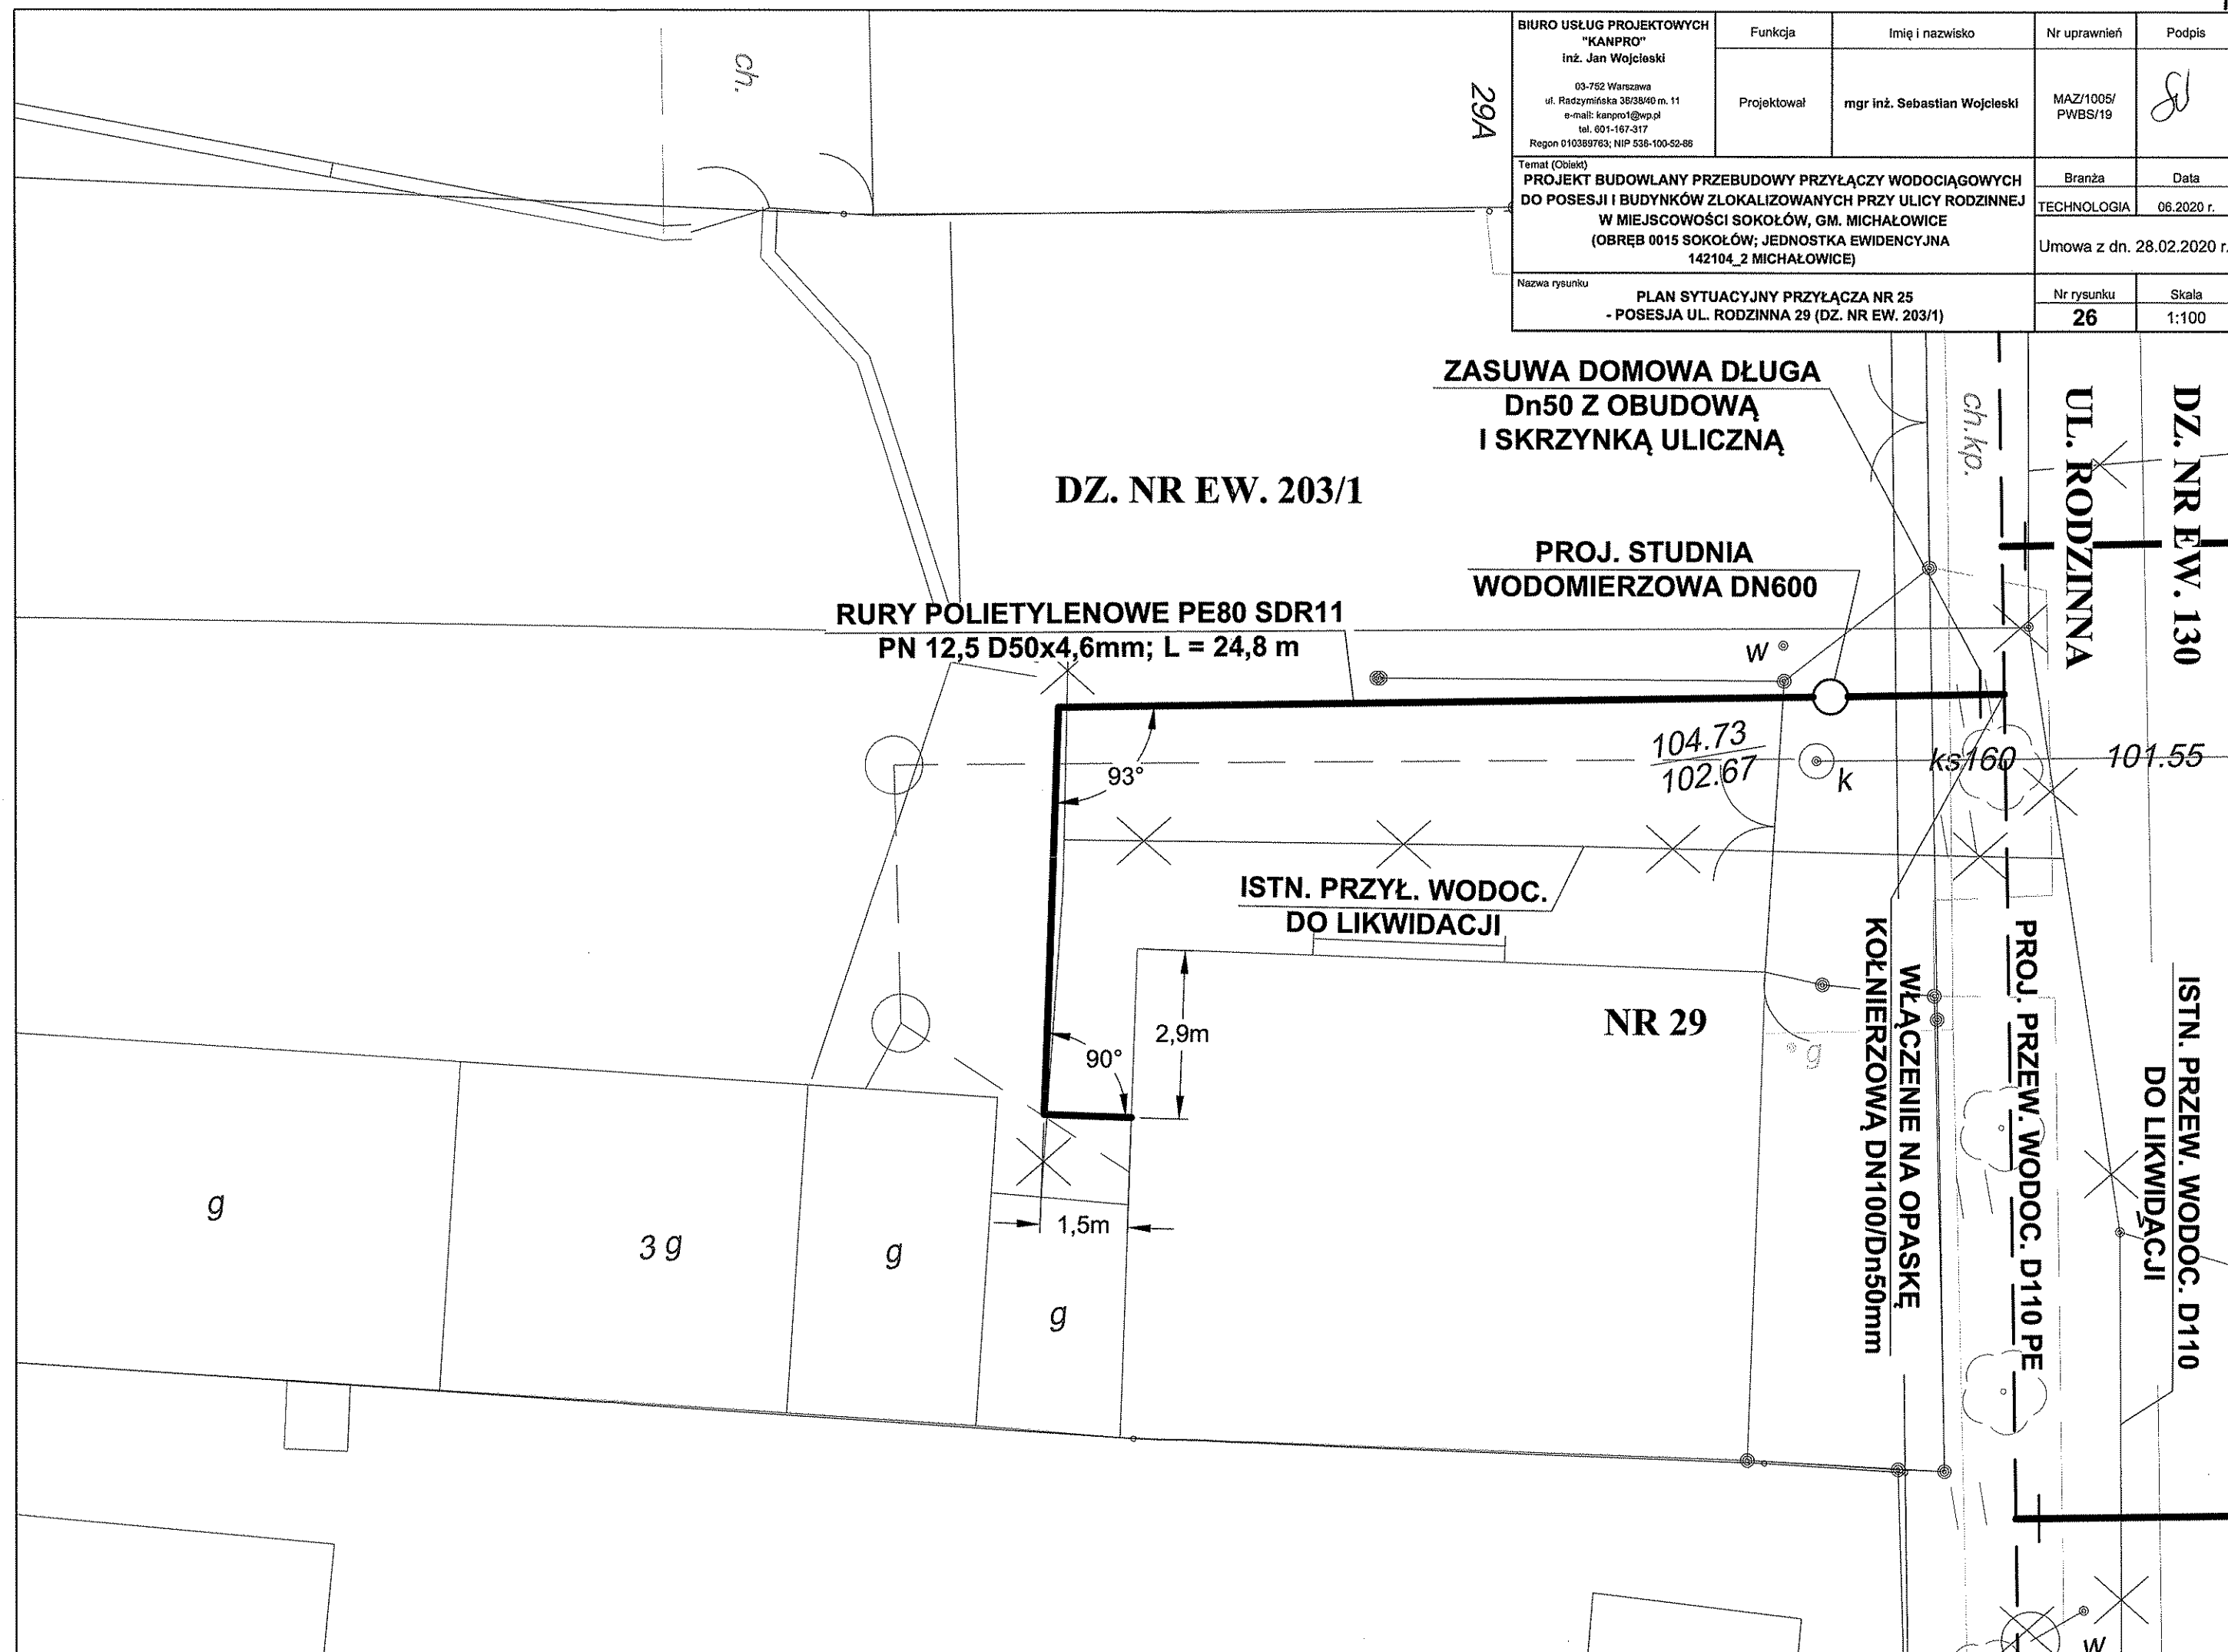 BIURO USŁUG PROJEKTOWYCH
"KANPRO"
inż. Jan Wojcieski
03-752 Warszawa
ul. Radzymińska 36/38/40 m. 11
e-mail: kanpro1@wp.pl
tel. 601-167-317
Regon 010389763; NIP 536-100-52-86
Funkcja
Imię i nazwisko
Nr uprawnień
Podpis
Projektował
mgr inż. Sebastian Wojcieski
MAZ/1005/
PWBS/19
Temat (Obiekt)
PROJEKT BUDOWLANY PRZEBUDOWY PRZYŁĄCZY WODOCIĄGOWYCH
DO POSESJI I BUDYNKÓW ZLOKALIZOWANYCH PRZY ULICY RODZINNEJ
W MIEJSCOWOŚCI SOKOŁÓW, GM. MICHAŁOWICE
(OBRĘB 0015 SOKOŁÓW; JEDNOSTKA EWIDENCYJNA
142104_2 MICHAŁOWICE)
Branża
Data
TECHNOLOGIA
06.2020 r.
Umowa z dn. 28.02.2020 r.
Nazwa rysunku
PLAN SYTUACYJNY PRZYŁĄCZA NR 25
- POSESJA UL. RODZINNA 29 (DZ. NR EW. 203/1)
Nr rysunku
Skala
26
1:100
ch.
29A
ZASUWA DOMOWA DŁUGA
Dn50 Z OBUDOWĄ
I SKRZYNKĄ ULICZNĄ
ch.kp.
UL. RODZINNA
DZ. NR EW. 130
DZ. NR EW. 203/1
PROJ. STUDNIA
WODOMIERZOWA DN600
RURY POLIETYLENOWE PE80 SDR11
PN 12,5 D50x4,6mm; L = 24,8 m
w
93°
104.73
102.67
k
ks160
101.55
ISTN. PRZYŁ. WODOC.
DO LIKWIDACJI
2,9m
90°
NR 29
g
WŁĄCZENIE NA OPASKĘ
KOŁNIERZOWĄ DN100/Dn50mm
PROJ. PRZEW. WODOC. D110 PE
ISTN. PRZEW. WODOC. D110
DO LIKWIDACJI
g
3 g
g
1,5m
g
w
w